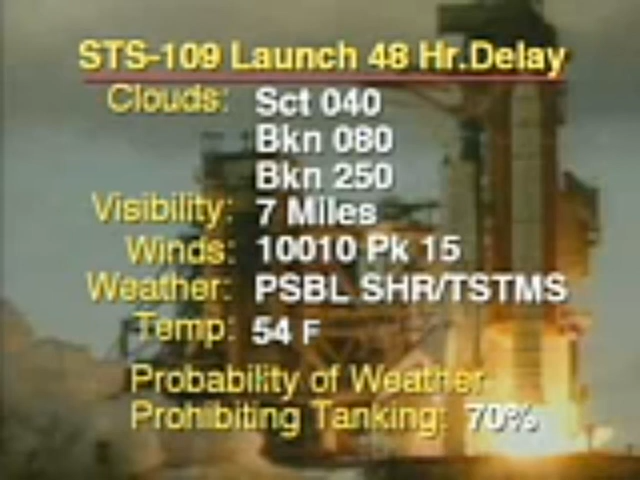 STS-109 Launch 48 Hr.Delay
Clouds: Sct 040
Bkn 080
Bkn 250
Visibility: 7 Miles
Winds: 10010 Pk 15
Weather: PSBL SHR/TSTMS
Temp: 54 F
Probability of Weather
Prohibiting Tanking: 70%